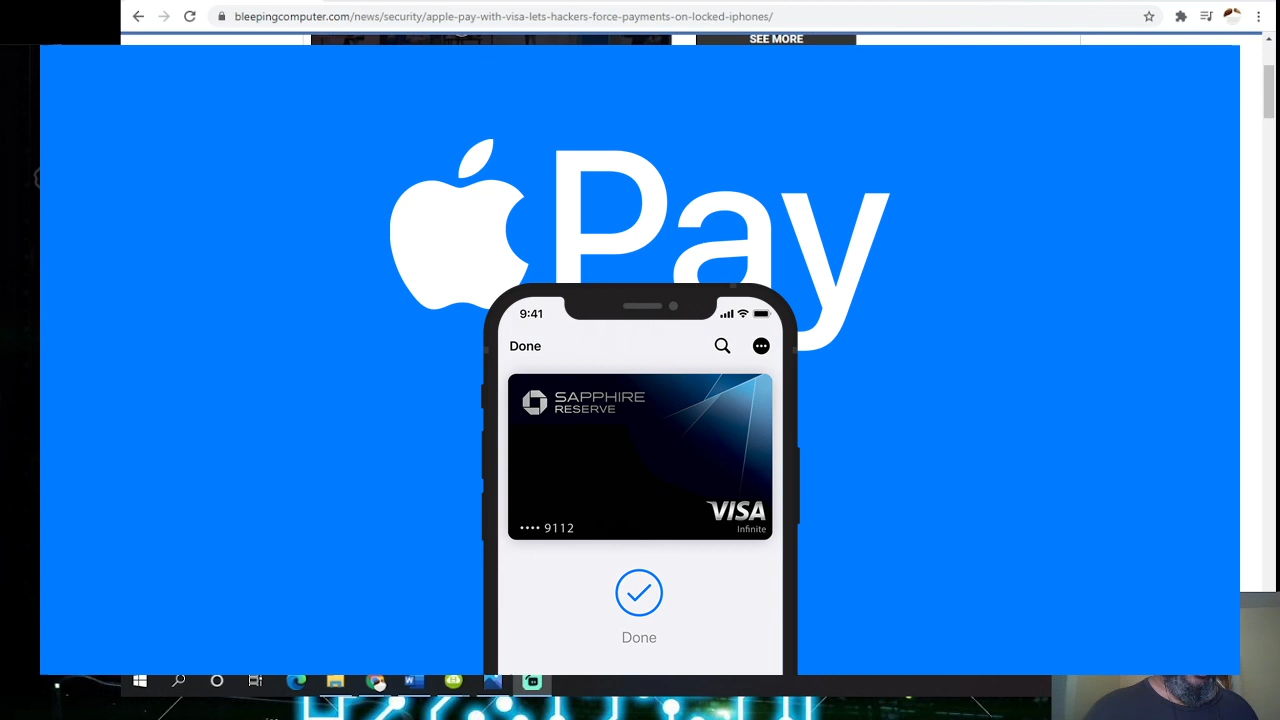 bleepingcomputer.com/news/security/apple-pay-with-visa-lets-hackers-force-payments-on-locked-iphones/
SEE MORE
Pay
9:41
Done
SAPPHIRE
RESERVE
VISA
Infinite
•••• 9112
Done